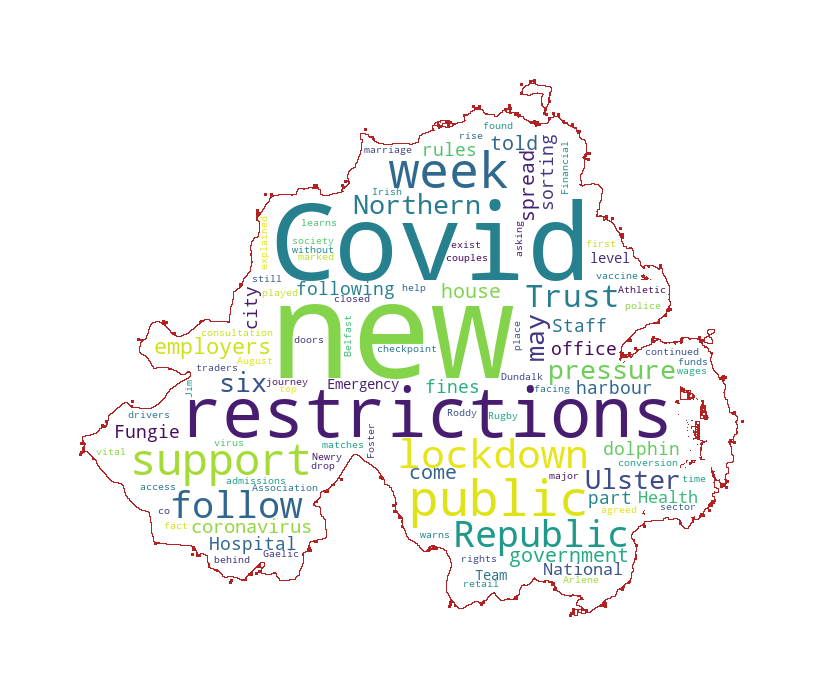 found
rise
told
marriage
rules
sorting
Financial
week
spread
Irish
Northern
learns
Covid
explained
society
without
marked
exist
couples
asking
first
level
vaccine
still
following
help
Trust
Athletic
played
closed
house
police
city
Belfast
new
place
may
Staff
consultation
doors
employers
checkpoint
office
continued
August
traders
pressure
funds
wages
Jim
six
journey
top
Emergency
fines
Dundalk
facing
harbour
drivers
restrictions
Roddy
Rugby
Fungie
Foster
vital
virus
matches
lockdown
dolphin
support
Newry
drop
come
major
conversion
access
admissions
Association
Ulster
time
co
follow
public
part
Health
agreed
sector
fact
coronavirus
warns
Republic
Hospital
government
behind
Gaelic
rights
National
Team
retail
Arlene